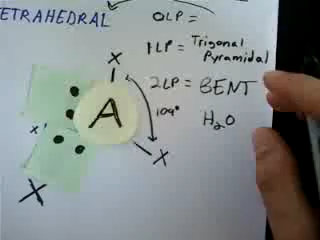 ETRAHEDRAL
0LP =
1LP = Trigonal
Pyramidal
2LP = BENT
H₂O
X
A
109°
X
X
X